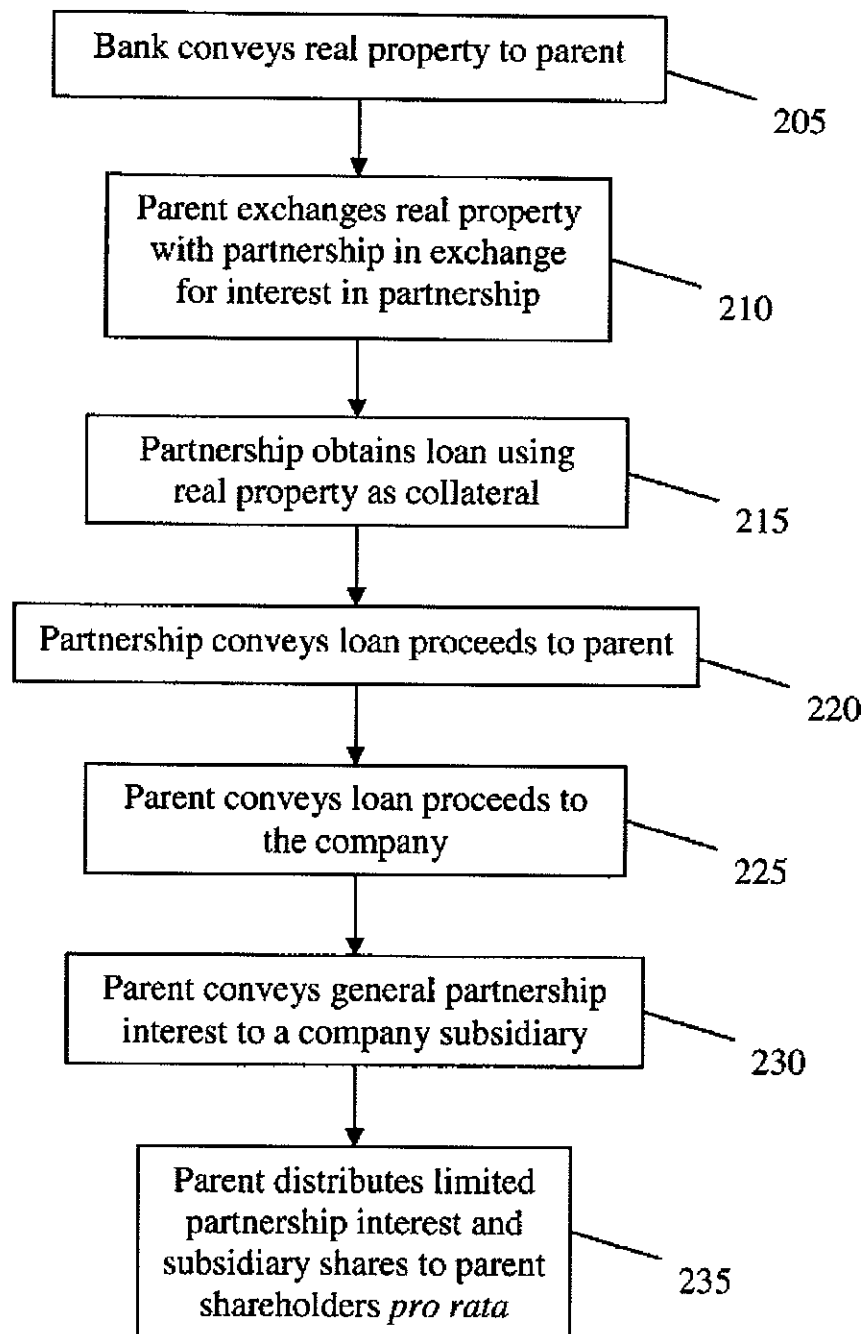 Bank conveys real property to parent
205
Parent exchanges real property
with partnership in exchange
for interest in partnership
210
Partnership obtains loan using
real property as collateral
215
Partnership conveys loan proceeds to parent
220
Parent conveys loan proceeds to
the company
225
Parent conveys general partnership
interest to a company subsidiary
230
Parent distributes limited
partnership interest and
subsidiary shares to parent
shareholders pro rata
235